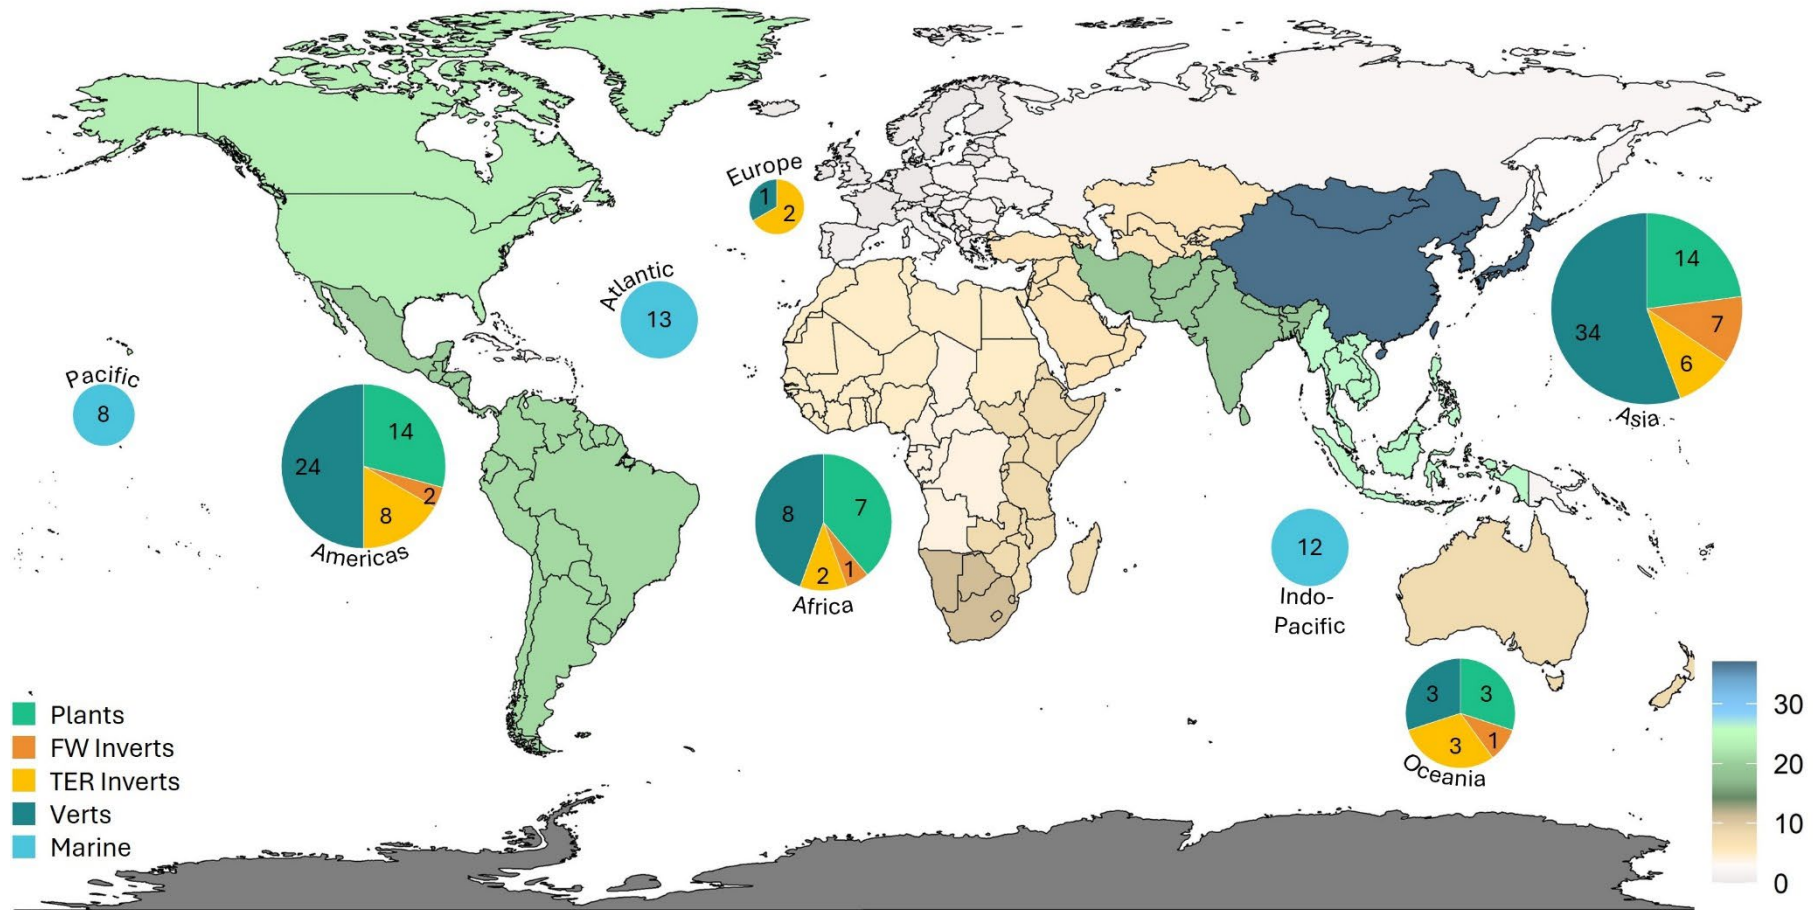 Europe
1
2
Atlantic
13
Pacific
8
14
24
2
8
Americas
14
34
7
6
Asia
8
7
2
1
Africa
12
Indo-
Pacific
3
3
3
1
Oceania
Plants
FW Inverts
TER Inverts
Verts
Marine
30
20
10
0